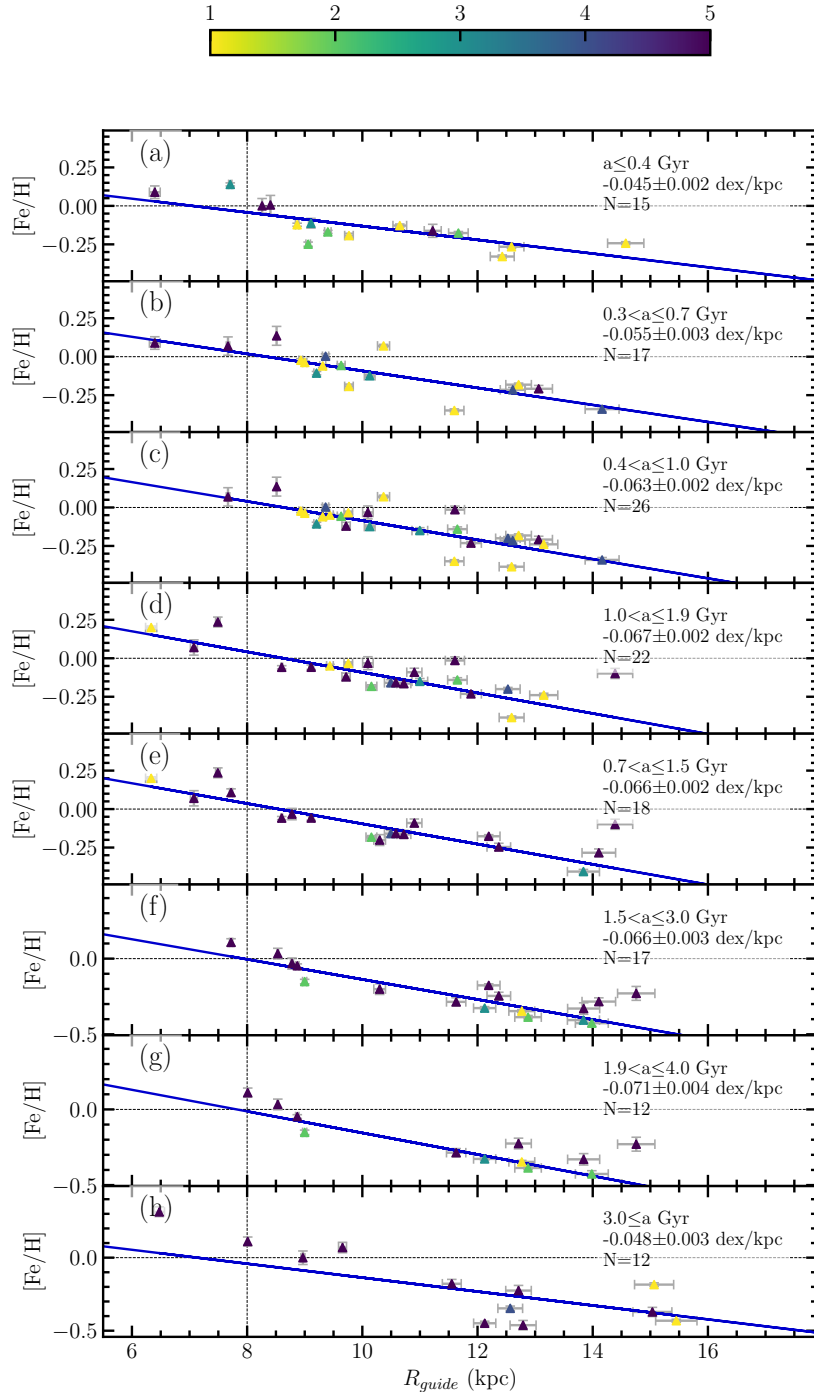 1 2 3 4 5
(a)
a≤0.4 Gyr
-0.045±0.002 dex/kpc
N=15
0.25
0.00
−0.25
[Fe/H]
(b)
0.3<a≤0.7 Gyr
-0.055±0.003 dex/kpc
N=17
0.25
0.00
−0.25
[Fe/H]
(c)
0.4<a≤1.0 Gyr
-0.063±0.002 dex/kpc
N=26
0.25
0.00
−0.25
[Fe/H]
(d)
1.0<a≤1.9 Gyr
-0.067±0.002 dex/kpc
N=22
0.25
0.00
−0.25
[Fe/H]
(e)
0.7<a≤1.5 Gyr
-0.066±0.002 dex/kpc
N=18
0.25
0.00
−0.25
[Fe/H]
(f)
1.5<a≤3.0 Gyr
-0.066±0.003 dex/kpc
N=17
0.0
−0.5
[Fe/H]
(g)
1.9<a≤4.0 Gyr
-0.071±0.004 dex/kpc
N=12
0.0
−0.5
[Fe/H]
(h)
3.0≤a Gyr
-0.048±0.003 dex/kpc
N=12
0.0
−0.5
[Fe/H]
6 8 10 12 14 16
R_guide (kpc)